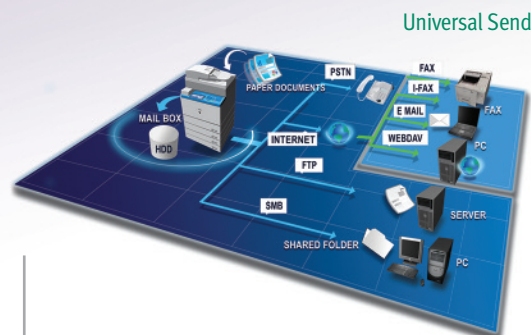 Universal Send
PSTN
FAX
I-FAX
PAPER DOCUMENTS
E MAIL
FAX
MAIL BOX
INTERNET
WEBDAV
PC
HDD
FTP
SMB
SERVER
SHARED FOLDER
PC